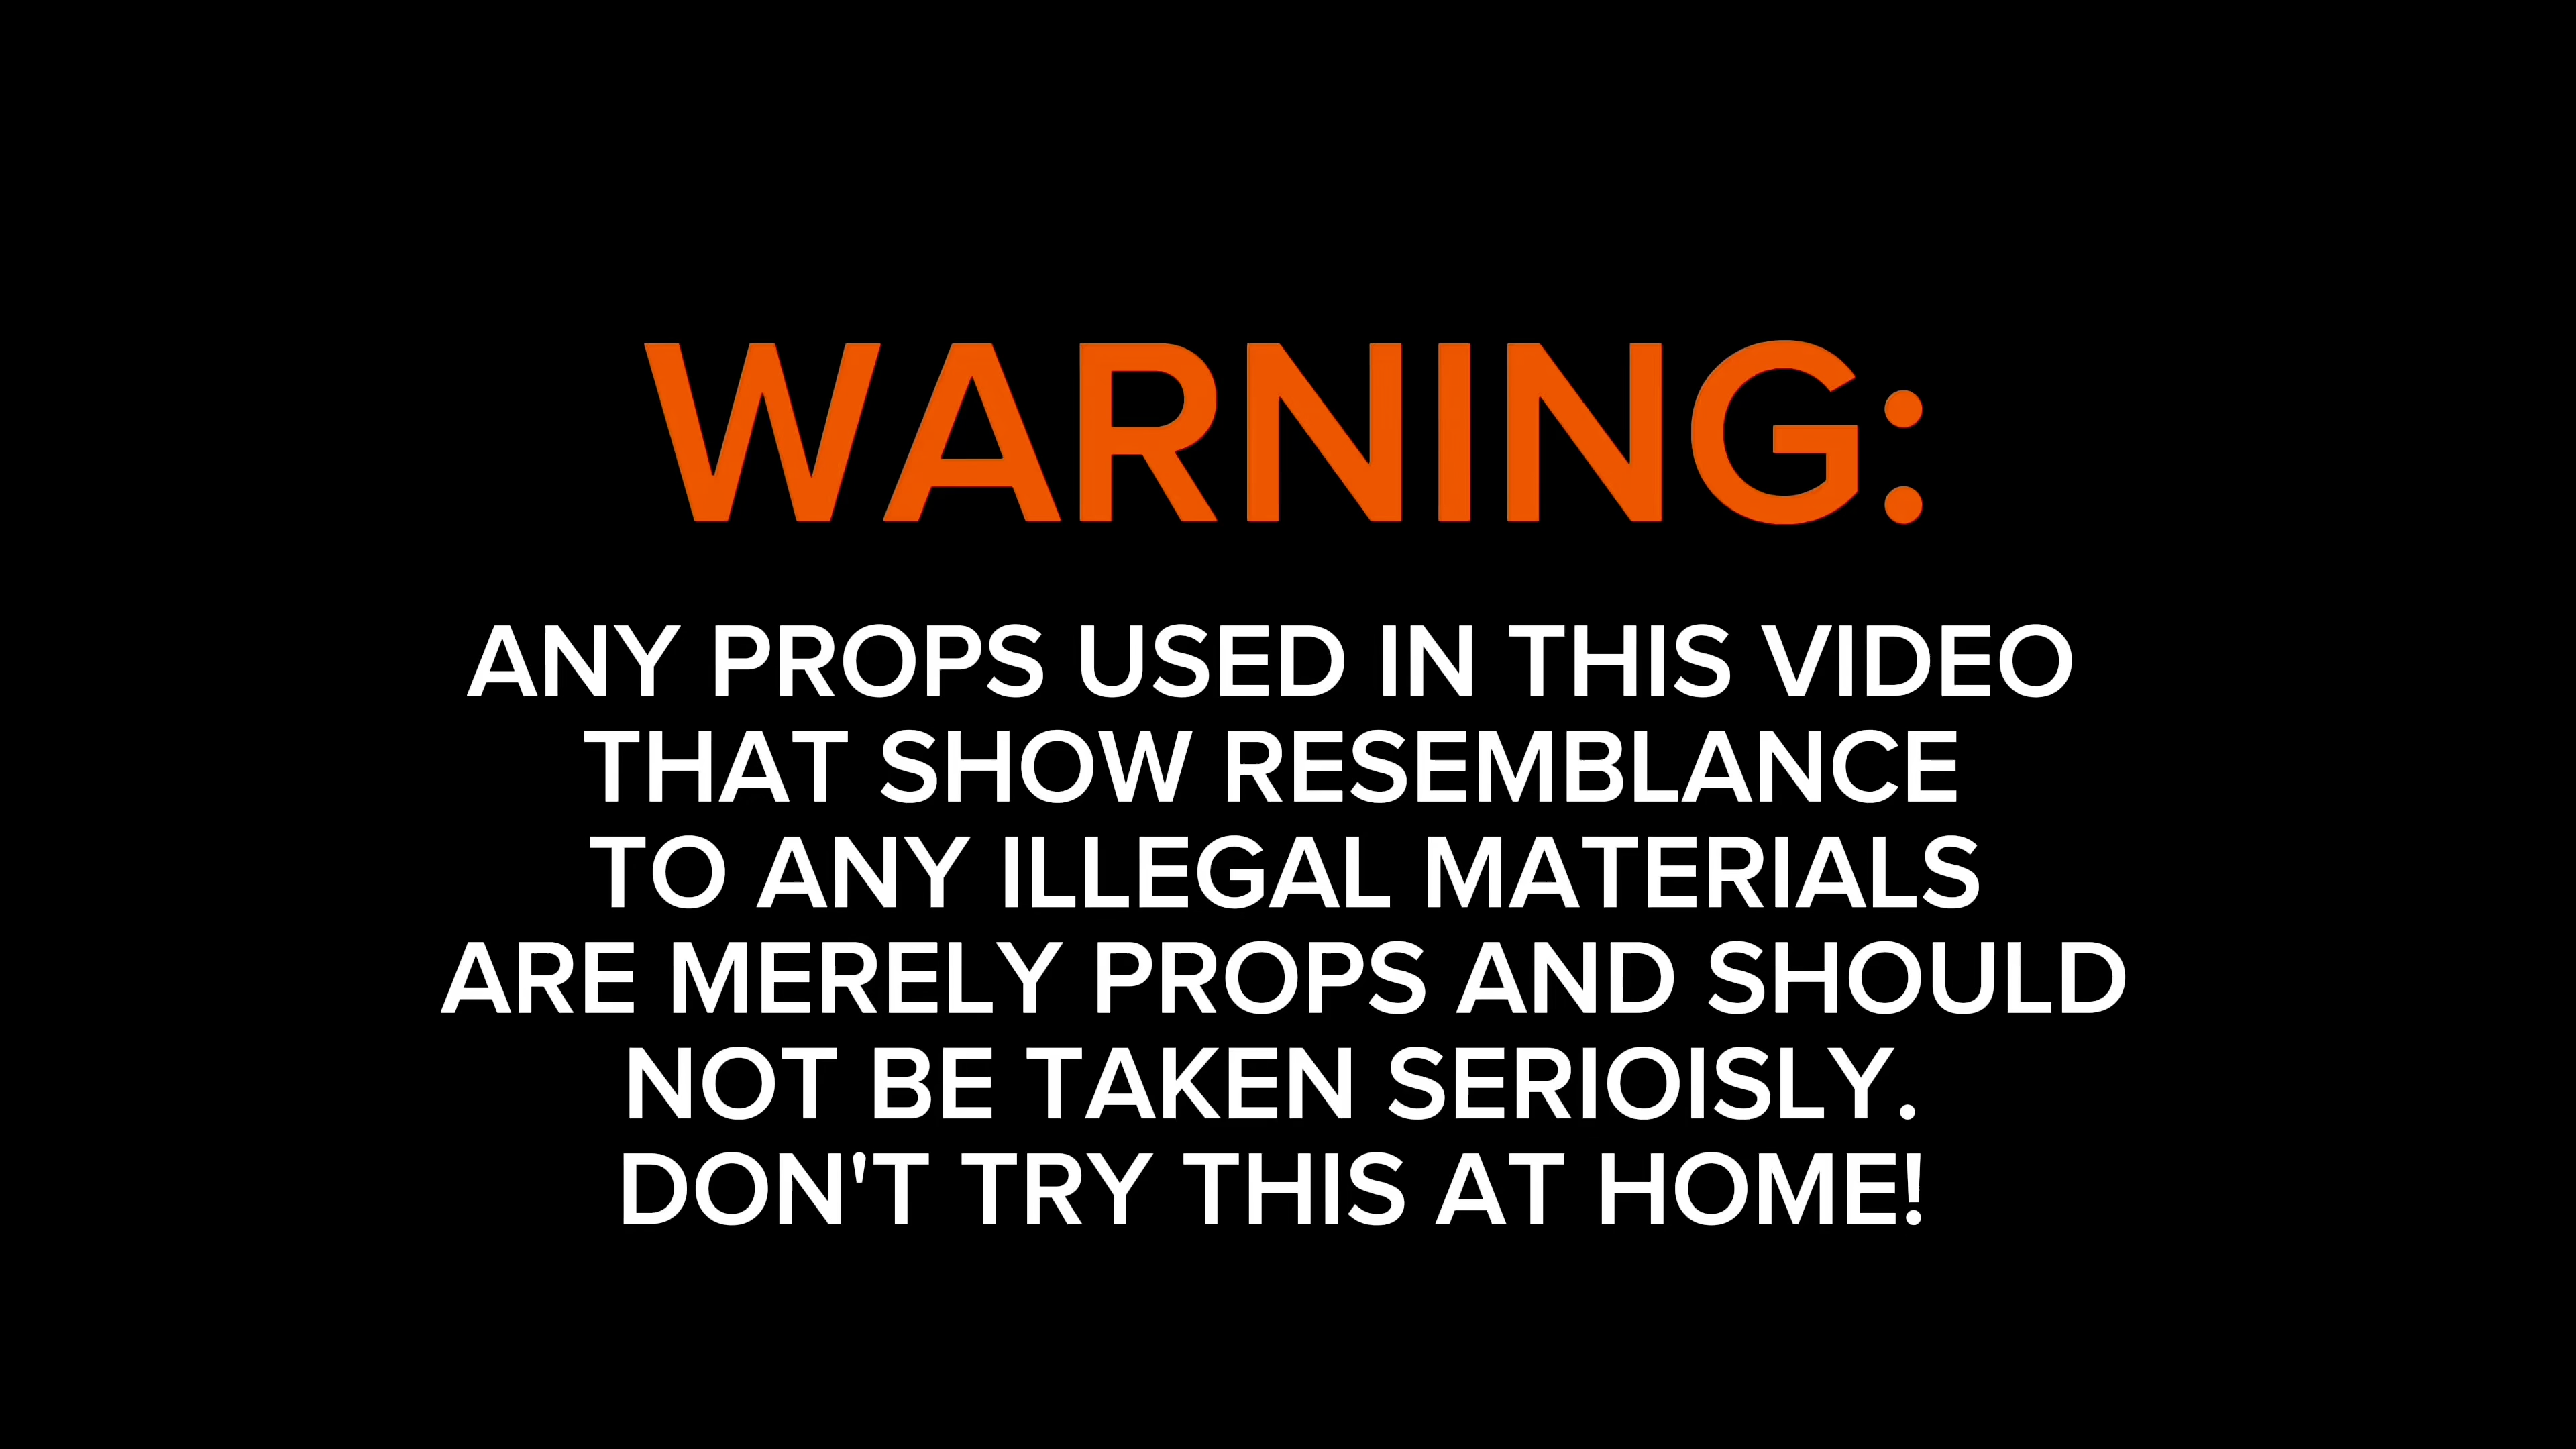 WARNING:
ANY PROPS USED IN THIS VIDEO
THAT SHOW RESEMBLANCE
TO ANY ILLEGAL MATERIALS
ARE MERELY PROPS AND SHOULD
NOT BE TAKEN SERIOISLY.
DON'T TRY THIS AT HOME!